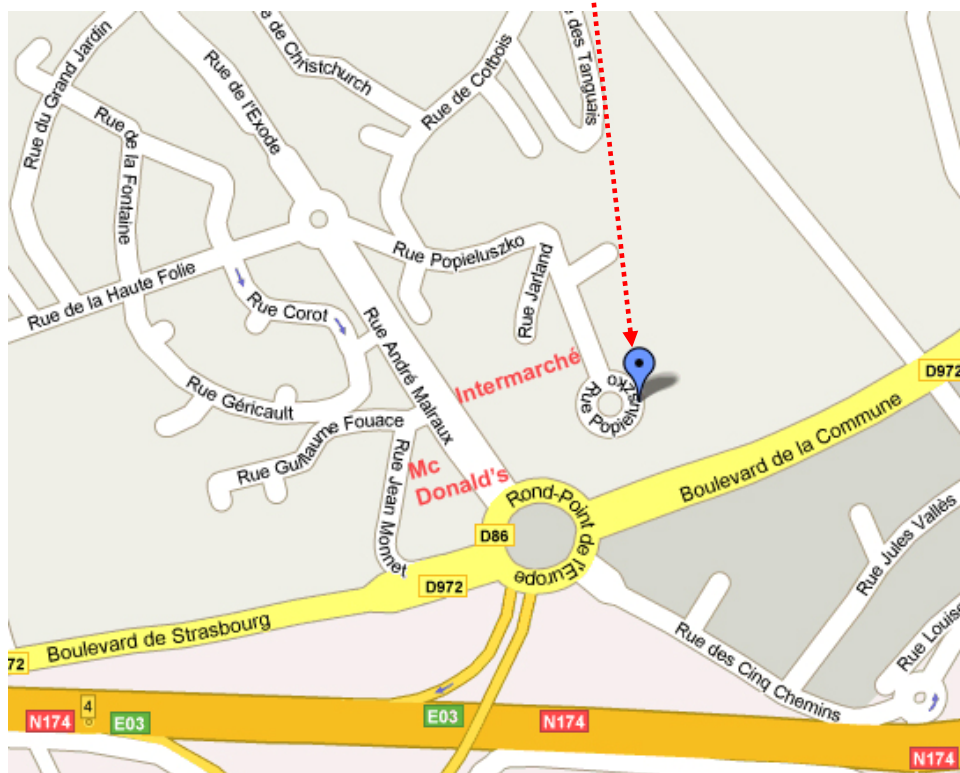 Rue du Grand Jardin
Rue de l'Exode
e de Christchurch
Rue de Cotbois
e des Tanguais
Rue de la Fontaine
Rue Popieluszko
Rue Jarland
Rue de la Haute Folie
Rue Corot
Rue André Malraux
Intermarché
Rue Popieluszko
D972
Rue Géricault
Rue Guillaume Fouace
Rue Jean Monnet
Mc
Donald's
Boulevard de la Commune
Rond-Point de l'Europe
D86
D972
Rue Jules Vallès
Boulevard de Strasbourg
72
Rue des Cinq Chemins
Rue Louise
4
N174
E03
E03
N174
N174